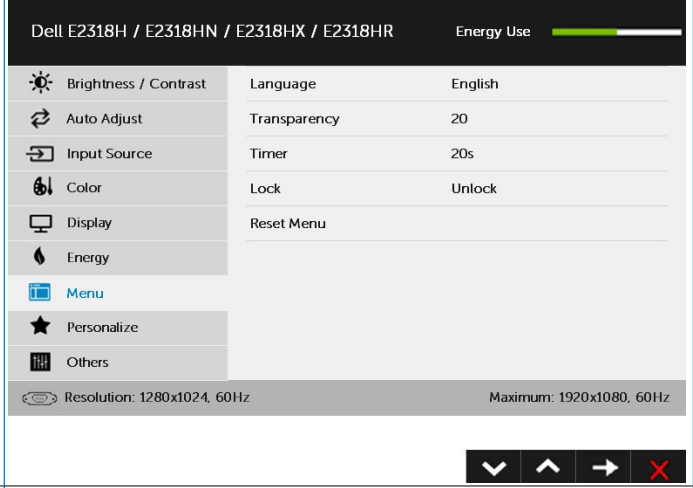 Dell E2318H / E2318HN / E2318HX / E2318HR Energy Use
Brightness / Contrast Language English
Auto Adjust Transparency 20
Input Source Timer 20s
Color Lock Unlock
Display Reset Menu
Energy
Menu
Personalize
Others
Resolution: 1280x1024, 60Hz Maximum: 1920x1080, 60Hz